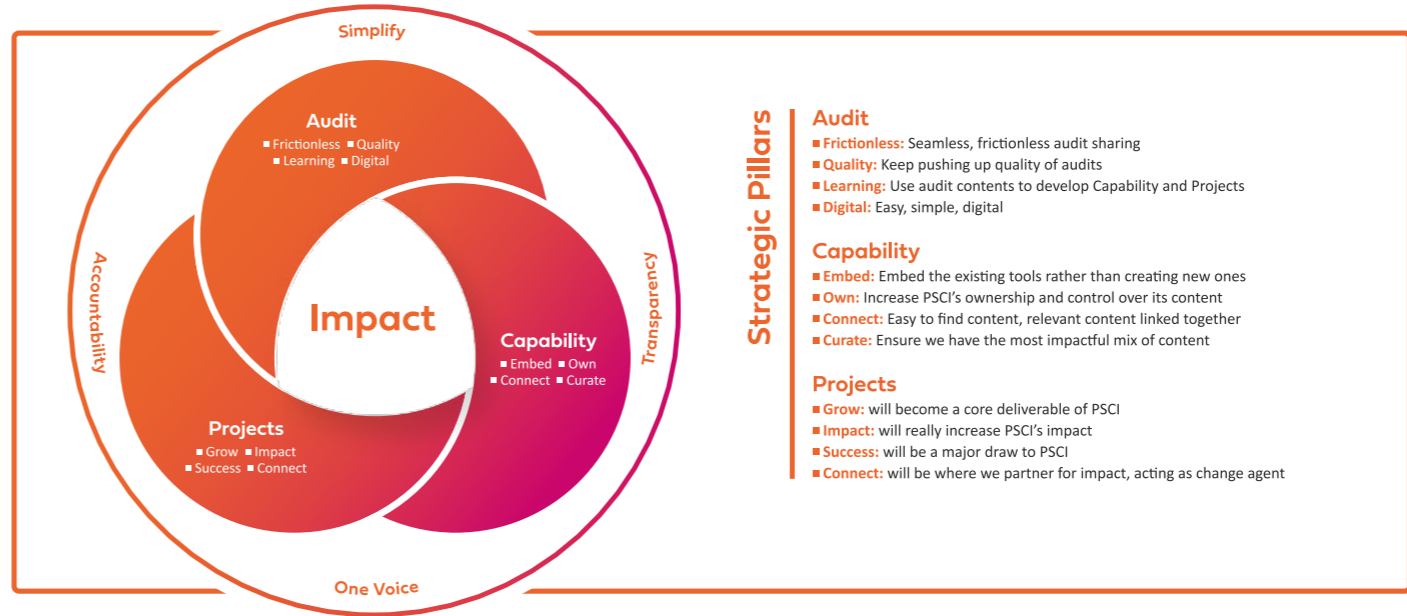 Simplify
Audit
▪ Frictionless ▪ Quality
▪ Learning ▪ Digital
Accountability
Impact
Transparency
Capability
▪ Embed ▪ Own
▪ Connect ▪ Curate
Projects
▪ Grow ▪ Impact
▪ Success ▪ Connect
One Voice
Strategic Pillars
Audit
▪ Frictionless: Seamless, frictionless audit sharing
▪ Quality: Keep pushing up quality of audits
▪ Learning: Use audit contents to develop Capability and Projects
▪ Digital: Easy, simple, digital
Capability
▪ Embed: Embed the existing tools rather than creating new ones
▪ Own: Increase PSCI’s ownership and control over its content
▪ Connect: Easy to find content, relevant content linked together
▪ Curate: Ensure we have the most impactful mix of content
Projects
▪ Grow: will become a core deliverable of PSCI
▪ Impact: will really increase PSCI’s impact
▪ Success: will be a major draw to PSCI
▪ Connect: will be where we partner for impact, acting as change agent